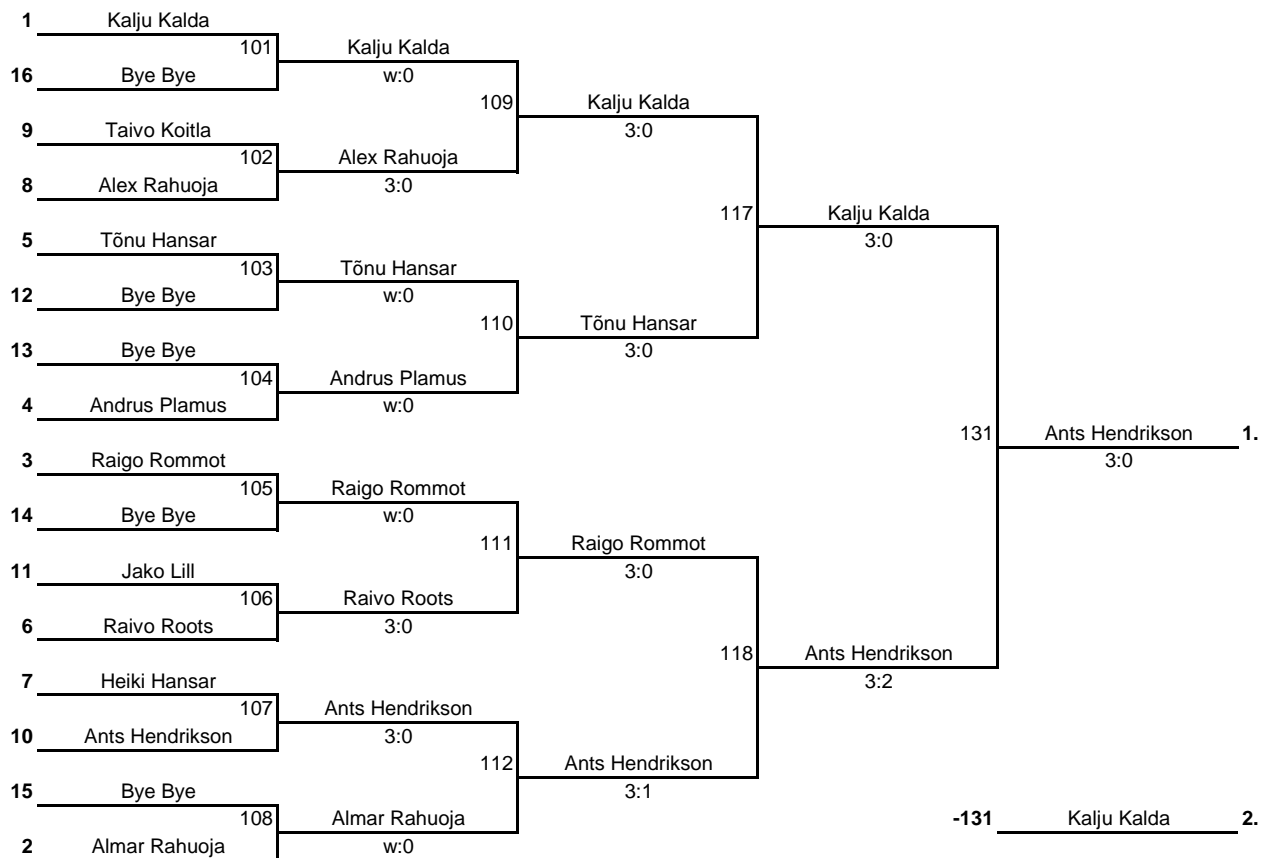 1 Kalju Kalda
101 Kalju Kalda
16 Bye Bye w:0
109 Kalju Kalda
9 Taivo Koitla 3:0
102 Alex Rahuoja
8 Alex Rahuoja 3:0
117 Kalju Kalda
5 Tõnu Hansar 3:0
103 Tõnu Hansar
12 Bye Bye w:0
110 Tõnu Hansar
13 Bye Bye 3:0
104 Andrus Plamus
4 Andrus Plamus w:0
131 Ants Hendrikson 1.
3 Raigo Rommot 3:0
105 Raigo Rommot
14 Bye Bye w:0
111 Raigo Rommot
11 Jako Lill 3:0
106 Raivo Roots
6 Raivo Roots 3:0
118 Ants Hendrikson
7 Heiki Hansar 3:2
107 Ants Hendrikson
10 Ants Hendrikson 3:0
112 Ants Hendrikson
15 Bye Bye 3:1
108 Almar Rahuoja -131 Kalju Kalda 2.
2 Almar Rahuoja w:0